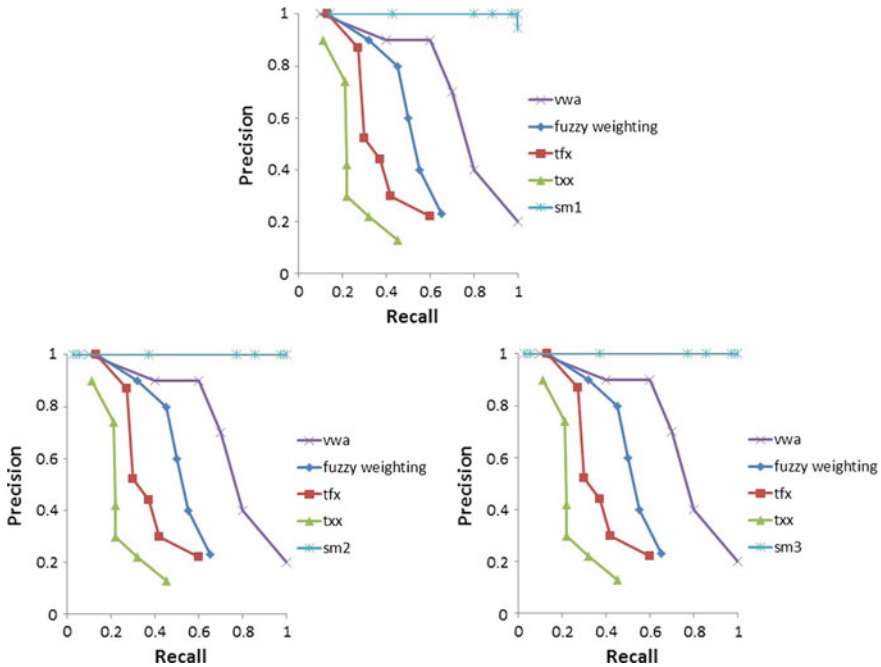 1
0.8
0.6
0.4
0.2
0
Precision
0 0.2 0.4 0.6 0.8 1
Recall
vwa
fuzzy weighting
tfx
txx
sm1
1
0.8
0.6
0.4
0.2
0
Precision
0 0.2 0.4 0.6 0.8 1
Recall
vwa
fuzzy weighting
tfx
txx
sm2
1
0.8
0.6
0.4
0.2
0
Precision
0 0.2 0.4 0.6 0.8 1
Recall
vwa
fuzzy weighting
tfx
txx
sm3